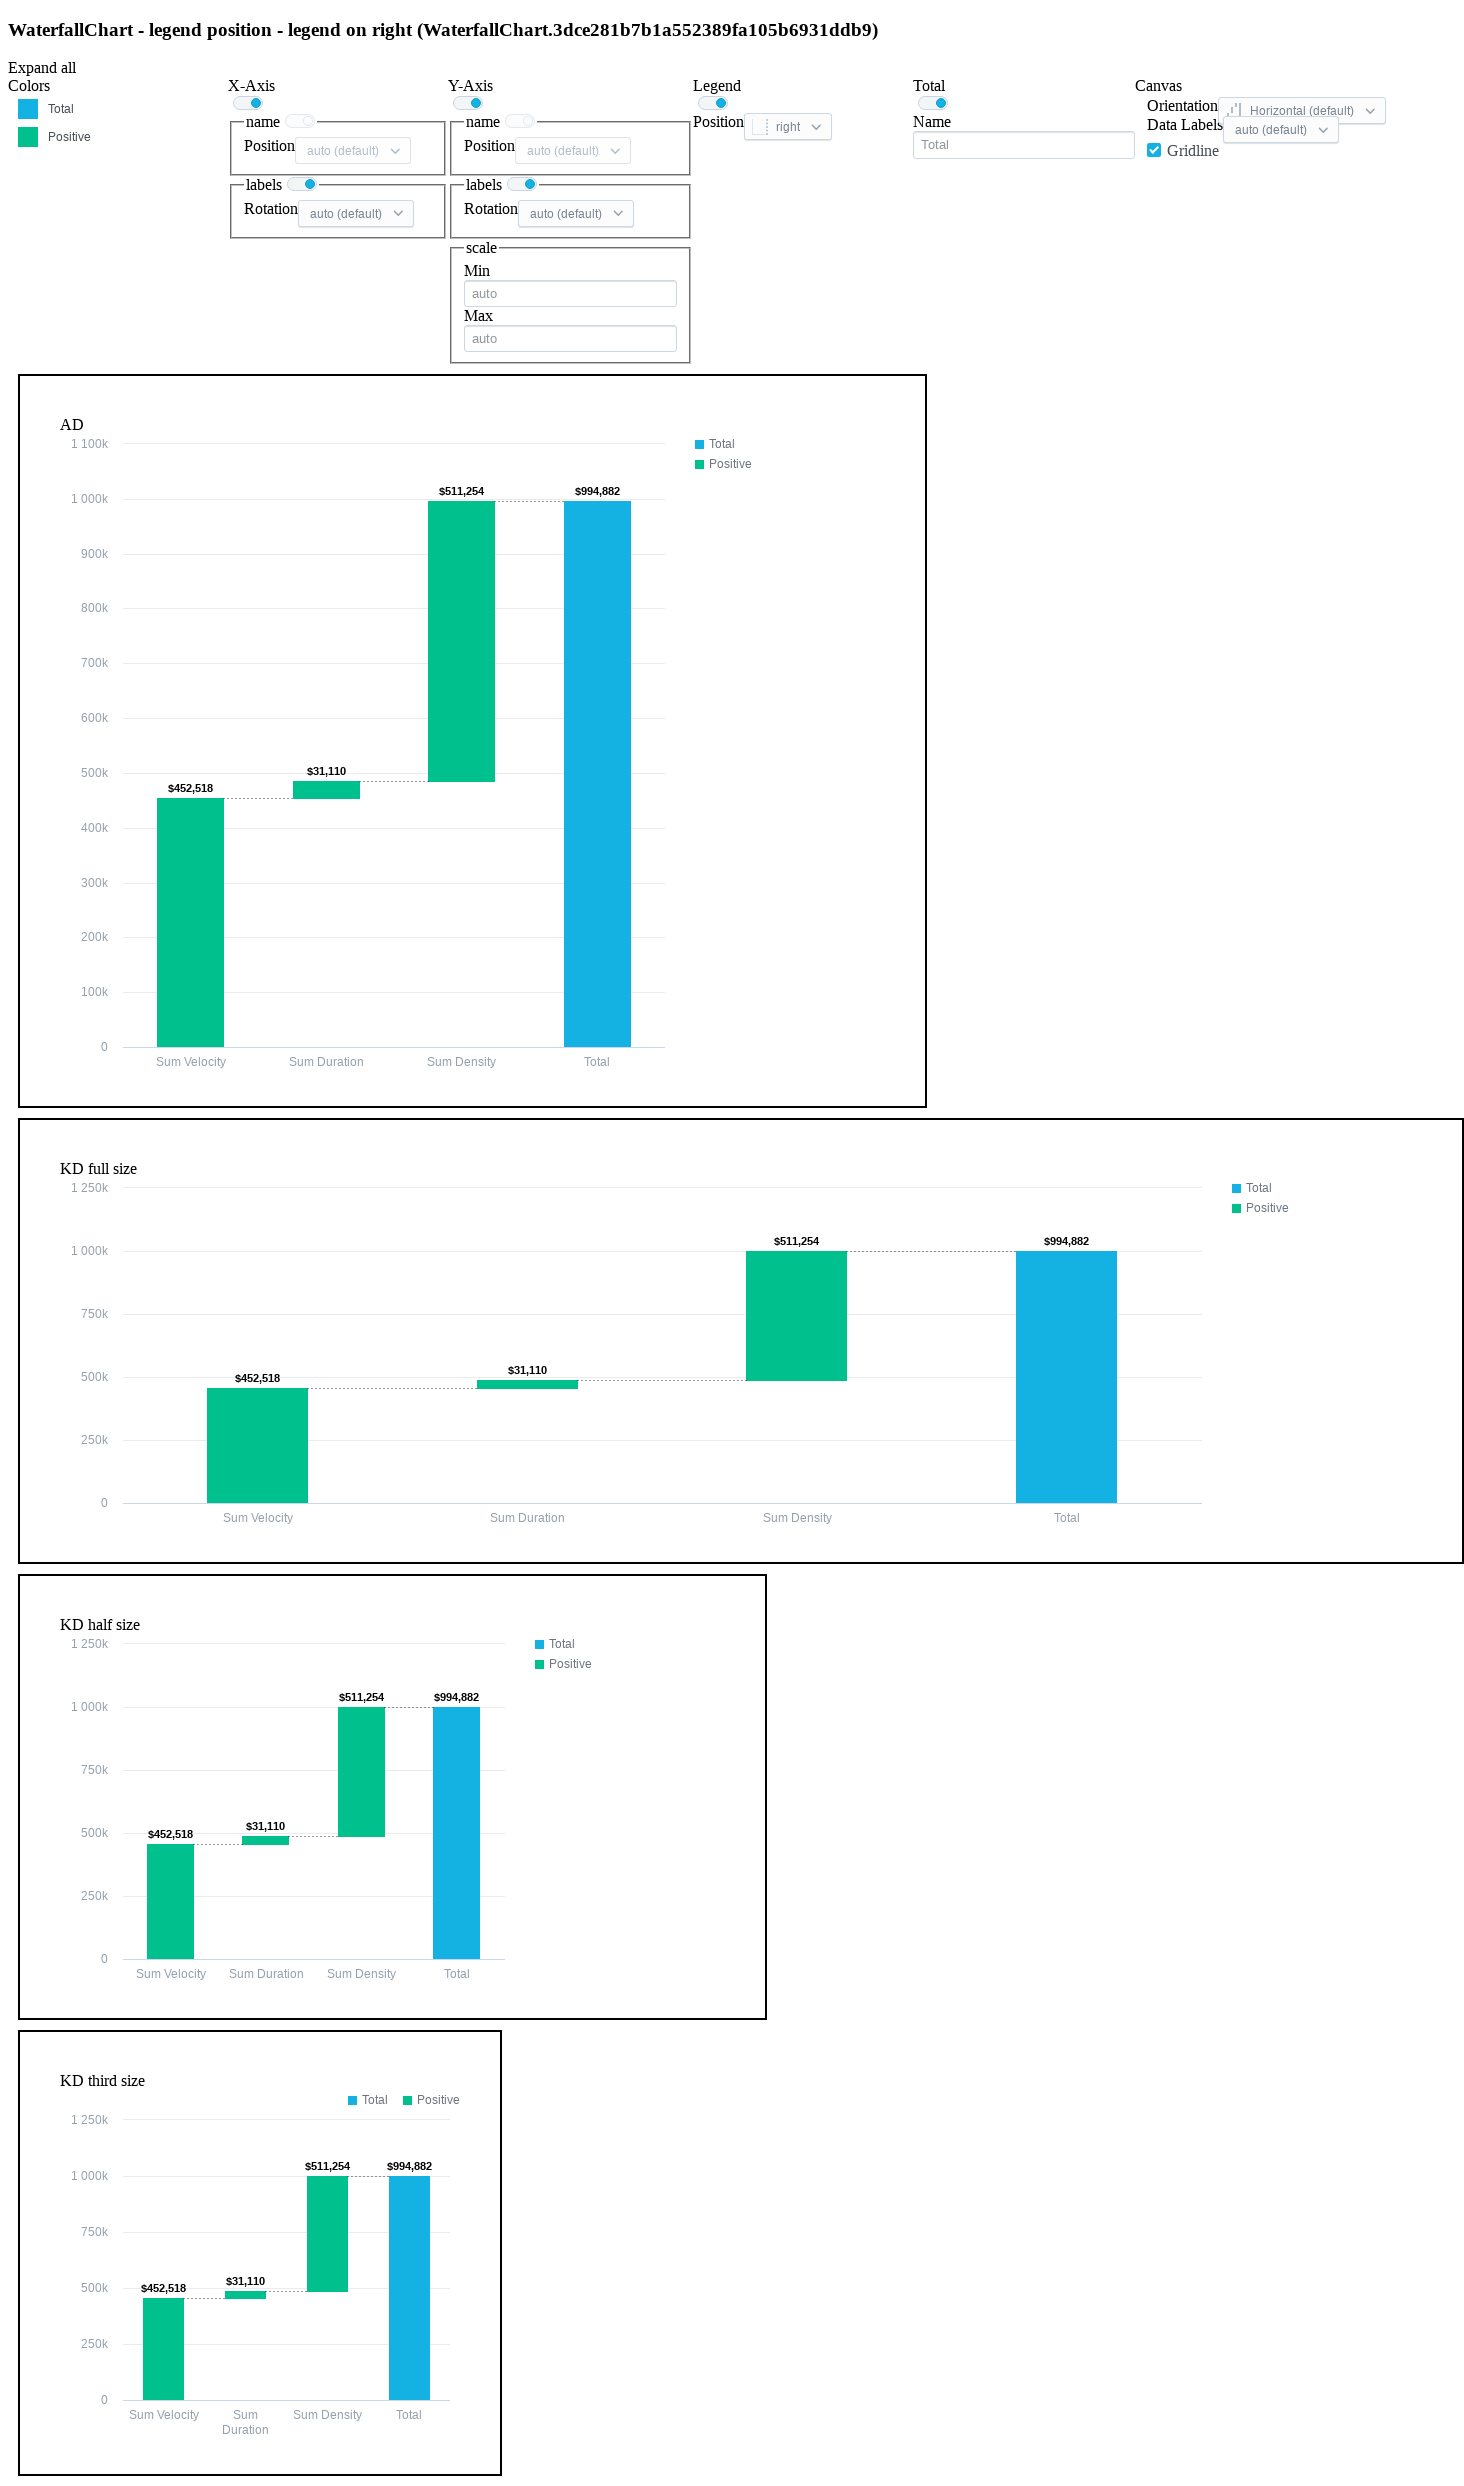 WaterfallChart - legend position - legend on right (WaterfallChart.3dce281b7b1a552389fa105b6931ddb9)
Expand all
Colors
Total
Positive
X-Axis
name
Position auto (default)
labels
Rotation auto (default)
Y-Axis
name
Position auto (default)
labels
Rotation auto (default)
scale
Min
auto
Max
auto
Legend
Position right
Total
Name
Total
Canvas
Orientation Horizontal (default)
Data Labels auto (default)
Gridline
AD
1 100k
1 000k
900k
800k
700k
600k
500k
400k
300k
200k
100k
0
$452,518
$31,110
$511,254
$994,882
Sum Velocity
Sum Duration
Sum Density
Total
Total
Positive
KD full size
1 250k
1 000k
750k
500k
250k
0
$452,518
$31,110
$511,254
$994,882
Sum Velocity
Sum Duration
Sum Density
Total
Total
Positive
KD half size
1 250k
1 000k
750k
500k
250k
0
$452,518
$31,110
$511,254
$994,882
Sum Velocity
Sum Duration
Sum Density
Total
Total
Positive
KD third size
Total
Positive
1 250k
1 000k
750k
500k
250k
0
$452,518
$31,110
$511,254
$994,882
Sum Velocity
Sum
Duration
Sum Density
Total